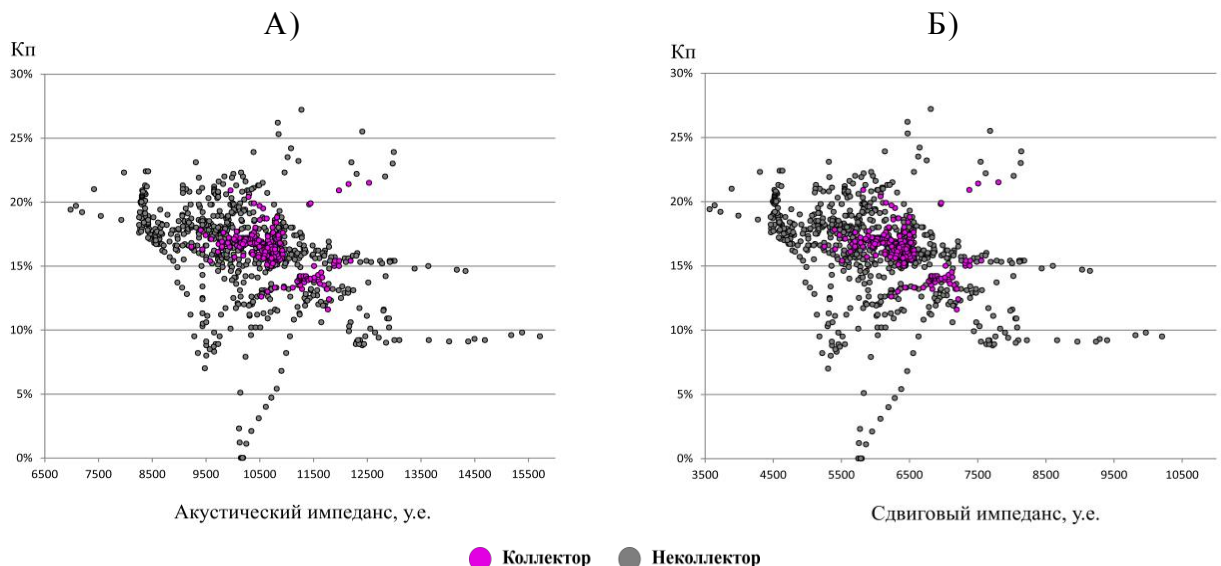 А)
Б)
Кп
Кп
30%
25%
20%
15%
10%
5%
0%
6500 7500 8500 9500 10500 11500 12500 13500 14500 15500
Акустический импеданс, у.е.
30%
25%
20%
15%
10%
5%
0%
3500 4500 5500 6500 7500 8500 9500 10500
Сдвиговый импеданс, у.е.
Коллектор
Неколлектор